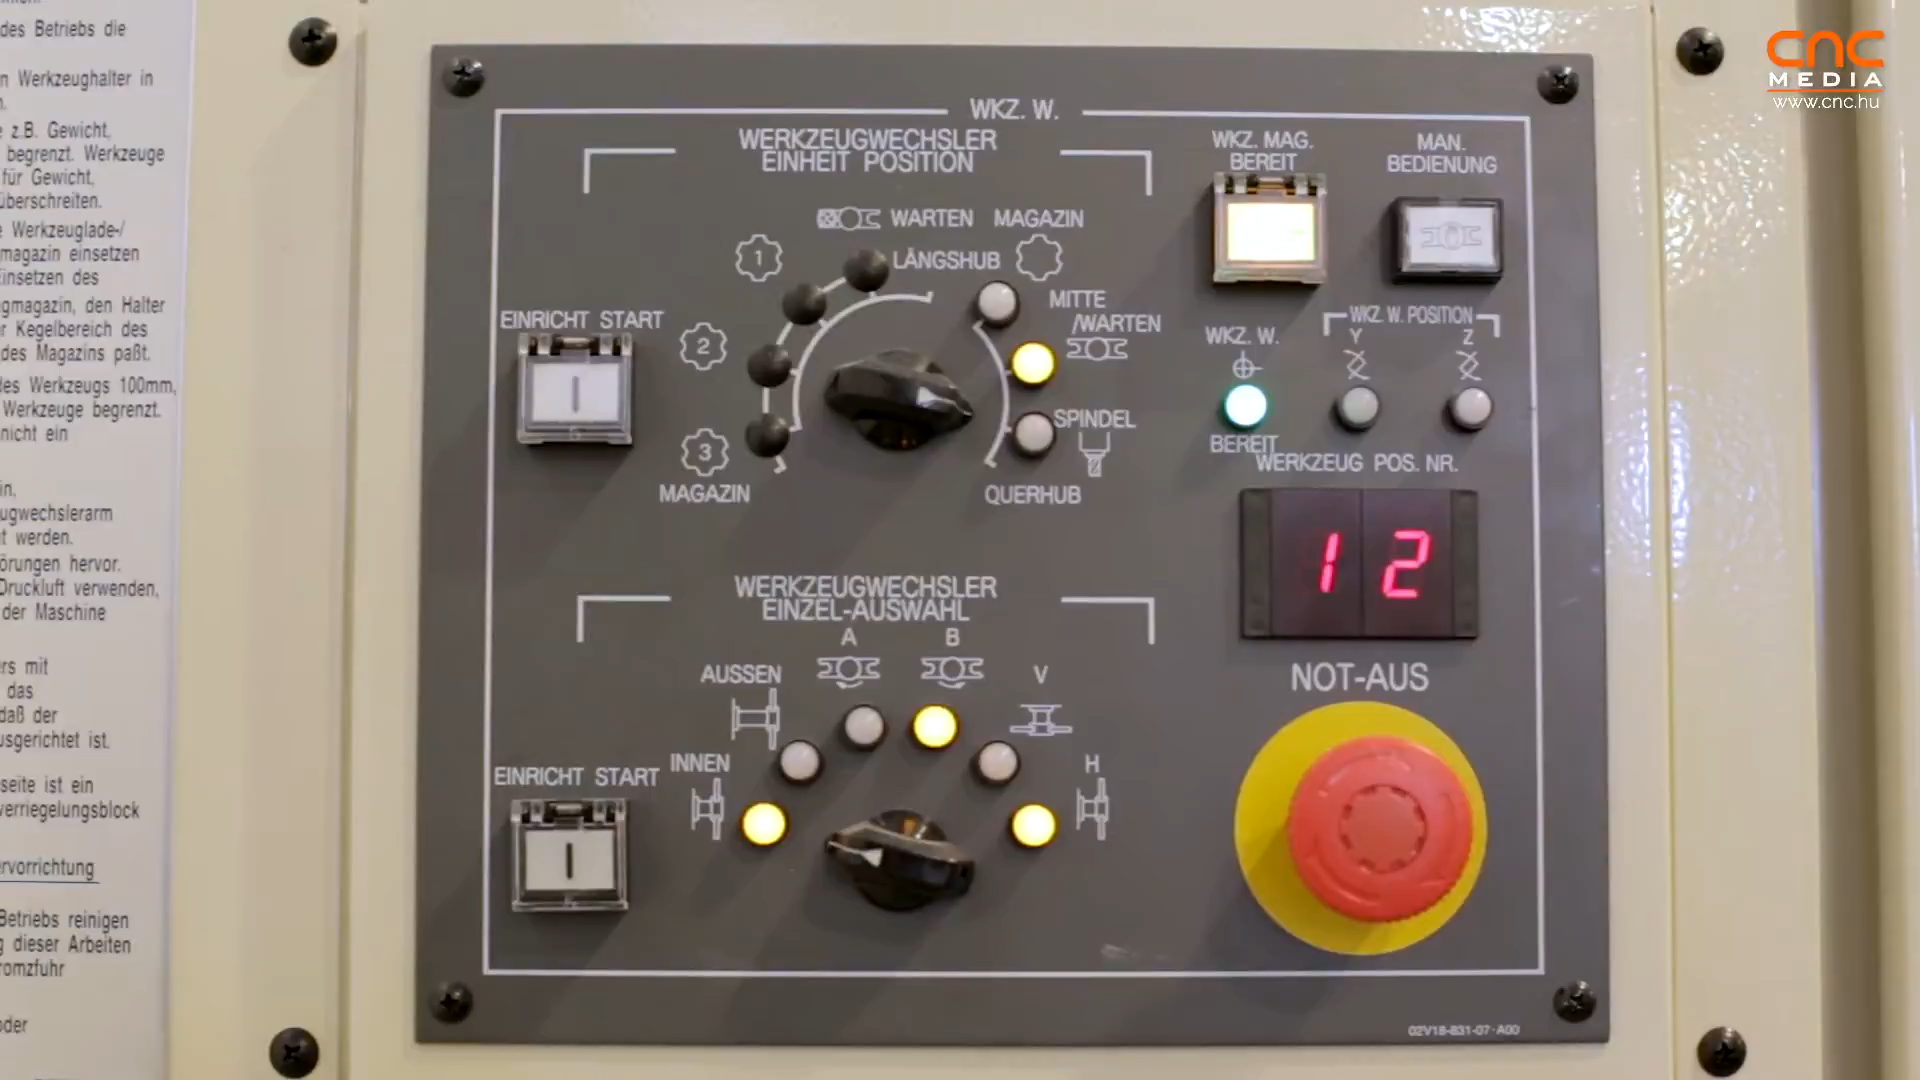 des Betriebs die
n Werkzeughalter in
z.B. Gewicht,
begrenzt. Werkzeuge
für Gewicht,
überschreiten.
e Werkzeuglade-/
magazin einsetzen
Einsetzen des
gmagazin, den Halter
r Kegelbereich des
des Magazins paßt.
des Werkzeugs 100mm,
Werkzeuge begrenzt.
nicht ein
in,
ugwechslerarm
t werden.
örungen hervor.
Druckluft verwenden,
der Maschine
ers mit
das
daß der
usgerichtet ist.
seite ist ein
verriegelungsblock
rvorrichtung
Betriebs reinigen
g dieser Arbeiten
romzfuhr
oder
CNC
MEDIA
www.cnc.hu
WKZ. W.
WERKZEUGWECHSLER
EINHEIT POSITION
WARTEN MAGAZIN
1
LÄNGSHUB
MITTE
/WARTEN
EINRICHT START
2
SPINDEL
3
MAGAZIN
QUERHUB
WKZ. MAG.
BEREIT
MAN.
BEDIENUNG
WKZ. W. POSITION
WKZ. W.
Y Z
BEREIT
WERKZEUG POS. NR.
12
WERKZEUGWECHSLER
EINZEL-AUSWAHL
A B
AUSSEN V
INNEN H
EINRICHT START
NOT-AUS
02V18-831-07-A00